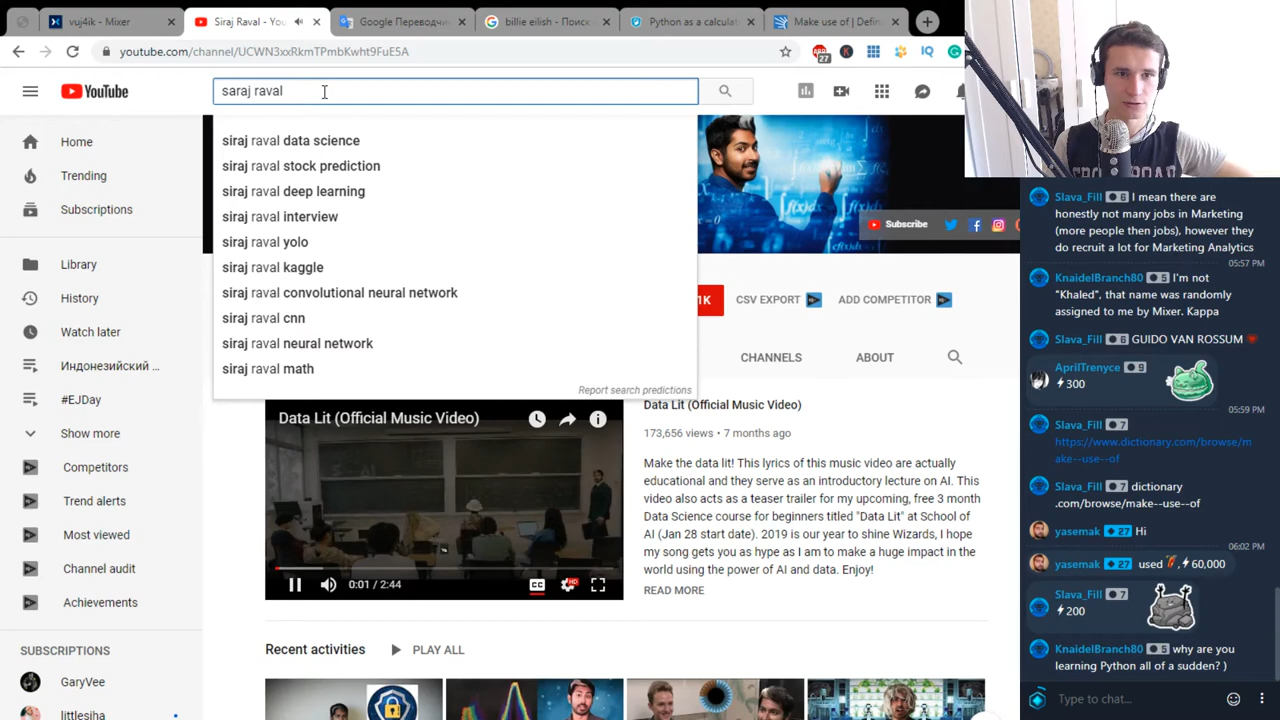 vuj4ik - Mixer
Siraj Raval - You
Google Переводчи
billie eilish - Поиск
Python as a calculat
Make use of | Defin
youtube.com/channel/UCWN3xxRkmTPmbKwht9FuE5A
27
YouTube
saraj raval
siraj raval data science
siraj raval stock prediction
siraj raval deep learning
siraj raval interview
siraj raval yolo
siraj raval kaggle
siraj raval convolutional neural network
siraj raval cnn
siraj raval neural network
siraj raval math
Report search predictions
Home
Trending
Subscriptions
Library
History
Watch later
Индонезийский ...
#EJDay
Show more
Competitors
Trend alerts
Most viewed
Channel audit
Achievements
SUBSCRIPTIONS
GaryVee
littlesiha
Subscribe
1K
CSV EXPORT
ADD COMPETITOR
CHANNELS
ABOUT
Data Lit (Official Music Video)
0:01 / 2:44
CC
HD
Data Lit (Official Music Video)
173,656 views • 7 months ago
Make the data lit! This lyrics of this music video are actually
educational and they serve as an introductory lecture on AI. This
video also acts as a teaser trailer for my upcoming, free 3 month
Data Science course for beginners titled "Data Lit" at School of
AI (Jan 28 start date). 2019 is our year to shine Wizards, I hope
my song gets you as hype as I am to make a huge impact in the
world using the power of AI and data. Enjoy!
READ MORE
Recent activities
PLAY ALL
Slava_Fill 6 I mean there are
honestly not many jobs in Marketing
(more people then jobs), however they
do recruit a lot for Marketing Analytics
05:57 PM
KnaidelBranch80 5 I'm not
"Khaled", that name was randomly
assigned to me by Mixer. Kappa
Slava_Fill 6 GUIDO VAN ROSSUM
AprilTrenyce 9
300
05:59 PM
Slava_Fill 7
https://www.dictionary.com/browse/m
ake--use--of
Slava_Fill 7 dictionary
.com/browse/make--use--of
yasemak 27 Hi
06:02 PM
yasemak 27 used , 60,000
Slava_Fill 7
200
KnaidelBranch80 5 why are you
learning Python all of a sudden? )
Type to chat...